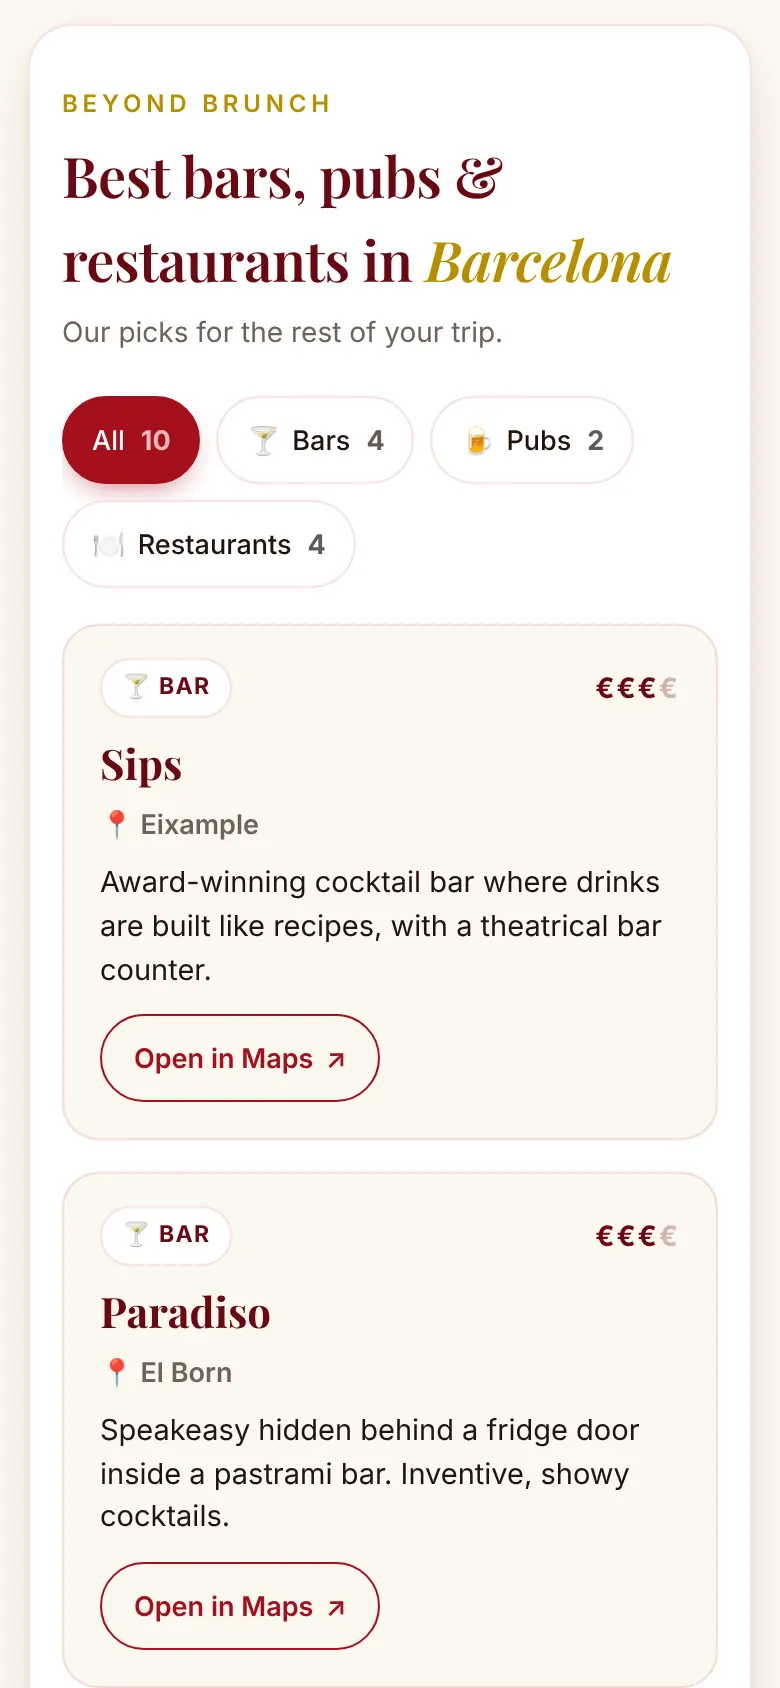 BEYOND BRUNCH
Best bars, pubs &
restaurants in Barcelona
Our picks for the rest of your trip.
All 10
🍸 Bars 4
🍺 Pubs 2
🍽️ Restaurants 4
🍸 BAR
€€€€
Sips
📍 Eixample
Award-winning cocktail bar where drinks
are built like recipes, with a theatrical bar
counter.
Open in Maps ↗
🍸 BAR
€€€€
Paradiso
📍 El Born
Speakeasy hidden behind a fridge door
inside a pastrami bar. Inventive, showy
cocktails.
Open in Maps ↗